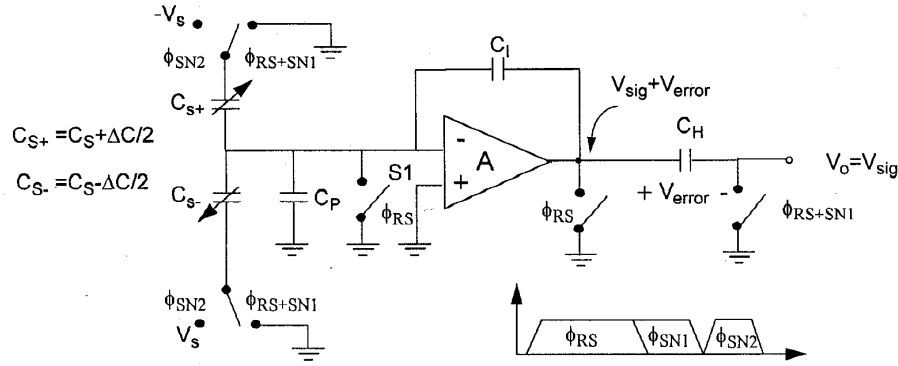 -Vs
ϕSN2
ϕRS+SN1
CI
Vsig+Verror
Cs+
CH
CS+ =CS+ΔC/2
-
A
+
S1
Vo=Vsig
CS- =CS-ΔC/2
Cs-
CP
ϕRS
ϕRS
+ Verror -
ϕRS+SN1
ϕSN2
ϕRS+SN1
Vs
ϕRS
ϕSN1
ϕSN2